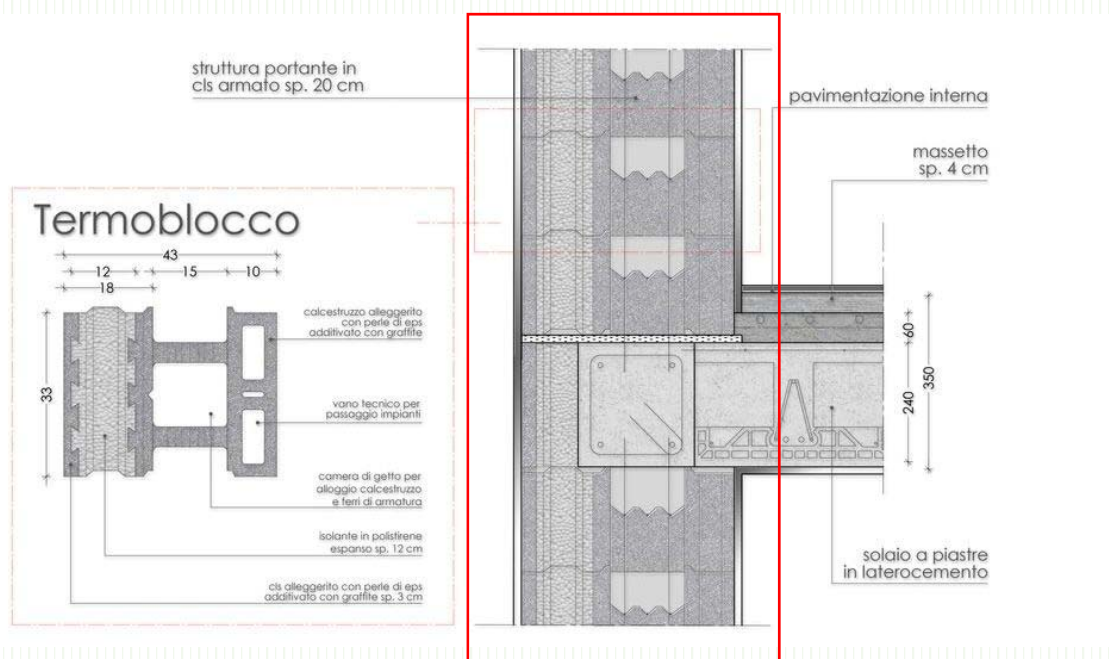 struttura portante in
cls armato sp. 20 cm
pavimentazione interna
massetto
sp. 4 cm
Termoblocco
43
12
15
10
18
33
calcestruzzo alleggerito
con perle di eps
additivato con graffite
vano tecnico per
passaggio impianti
camera di getto per
alloggio calcestruzzo
e ferri di armatura
isolante in polistirene
espanso sp. 12 cm
cls alleggerito con perle di eps
additivato con graffite sp. 3 cm
60
240
350
solaio a piastre
in laterocemento